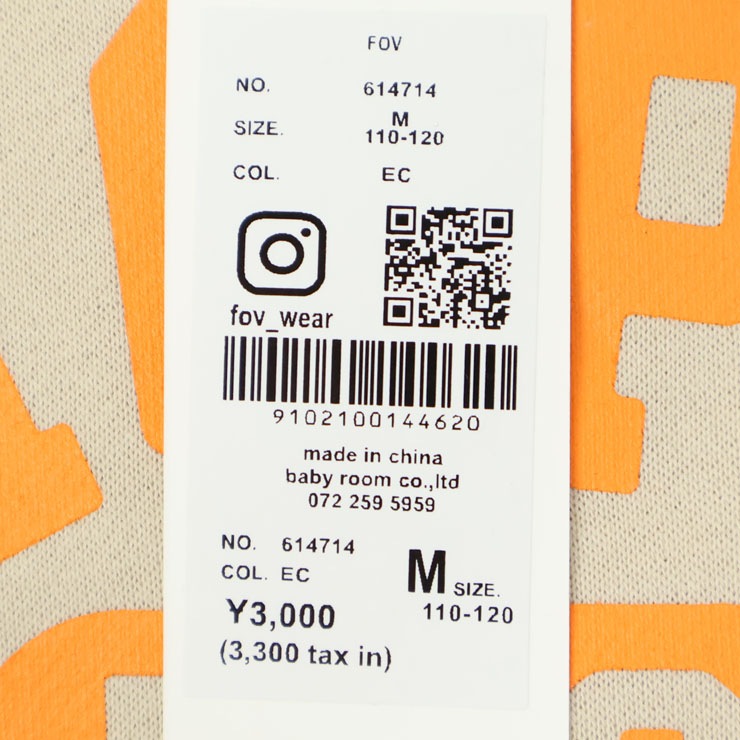 FOV
NO. 614714
SIZE. M
110-120
COL. EC
fov_wear
9102100144620
made in china
baby room co.,ltd
072 259 5959
NO. 614714
COL. EC
M SIZE.
110-120
¥3,000
(3,300 tax in)